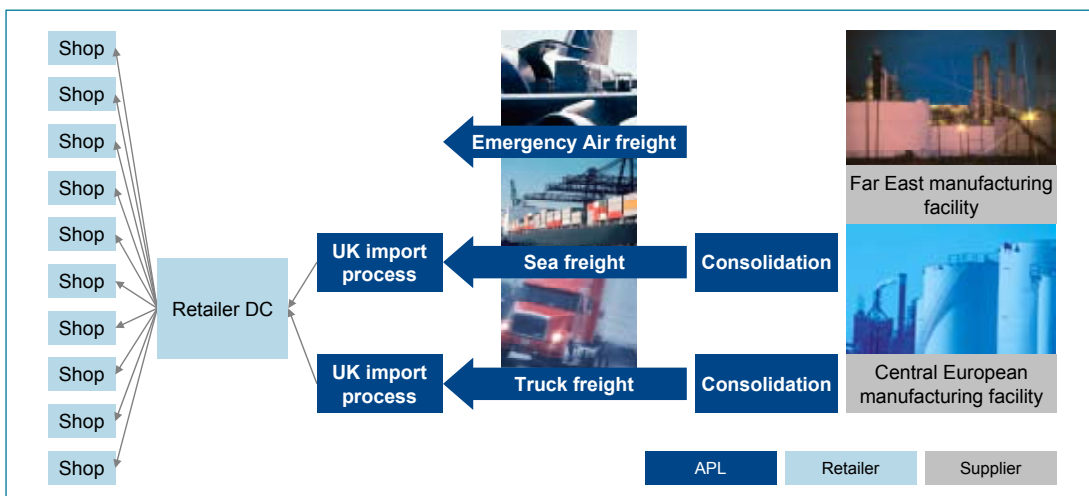 Shop
Shop
Shop
Shop
Shop
Shop
Shop
Shop
Shop
Shop
Retailer DC
UK import
process
UK import
process
Emergency Air freight
Sea freight
Truck freight
Consolidation
Consolidation
Far East manufacturing
facility
Central European
manufacturing facility
APL
Retailer
Supplier